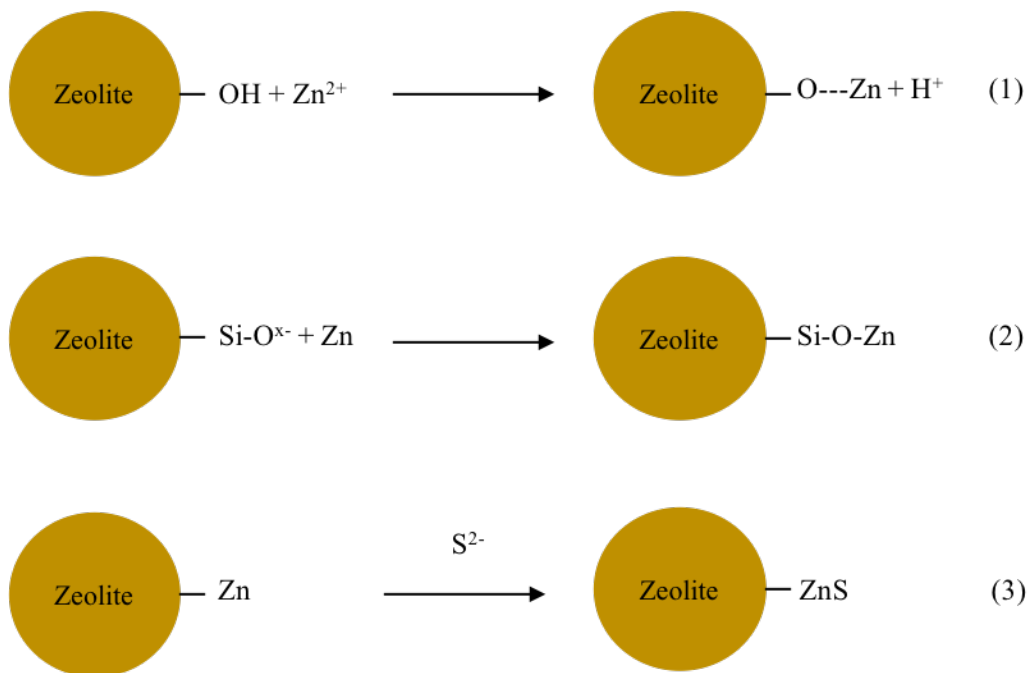 Zeolite OH + Zn²⁺ Zeolite O---Zn + H⁺ (1)
Zeolite Si-Oˣ⁻ + Zn Zeolite Si-O-Zn (2)
S²⁻
Zeolite Zn Zeolite ZnS (3)